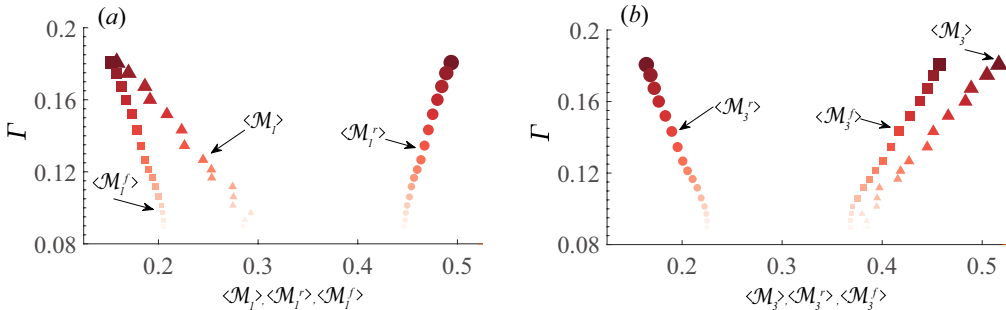 (a)
0.2
0.16
0.12
0.08
Γ
<M₁>
<M₁ʳ>
<M₁ᶠ>
0.2
0.3
0.4
0.5
<M₁>, <M₁ʳ>, <M₁ᶠ>
(b)
0.2
0.16
0.12
0.08
Γ
<M₃>
<M₃ʳ>
<M₃ᶠ>
0.2
0.3
0.4
0.5
<M₃>, <M₃ʳ>, <M₃ᶠ>